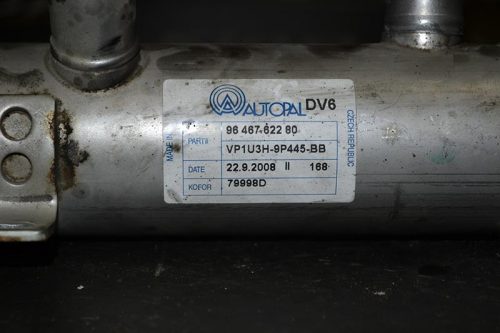 AUTOPAL DV6
MADE IN
CZECH REPUBLIC
PART# 96 467 622 80
VP1U3H-9P445-BB
DATE 22.9.2008 II 168
KDFOR 79998D